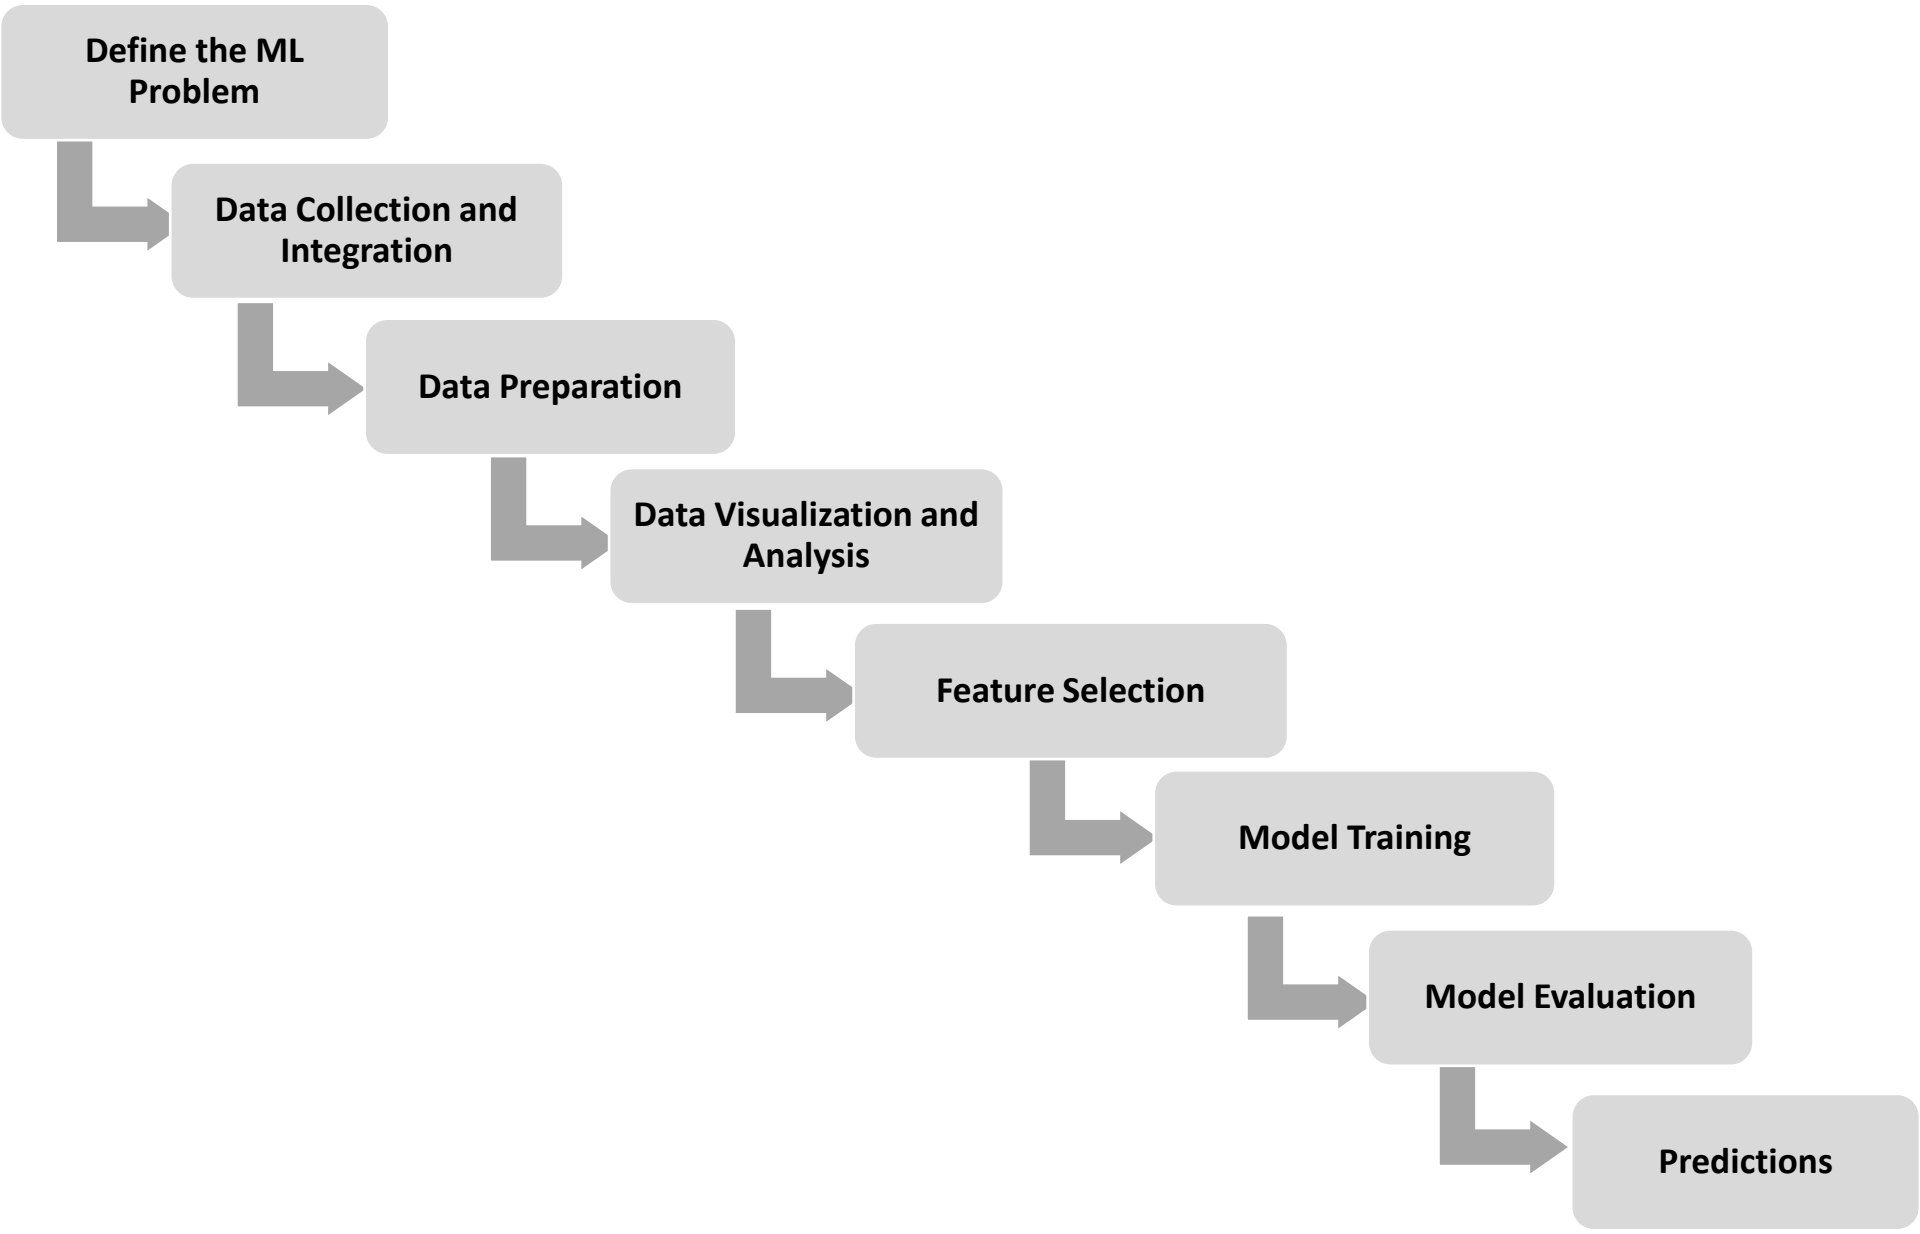 Define the ML
Problem
Data Collection and
Integration
Data Preparation
Data Visualization and
Analysis
Feature Selection
Model Training
Model Evaluation
Predictions